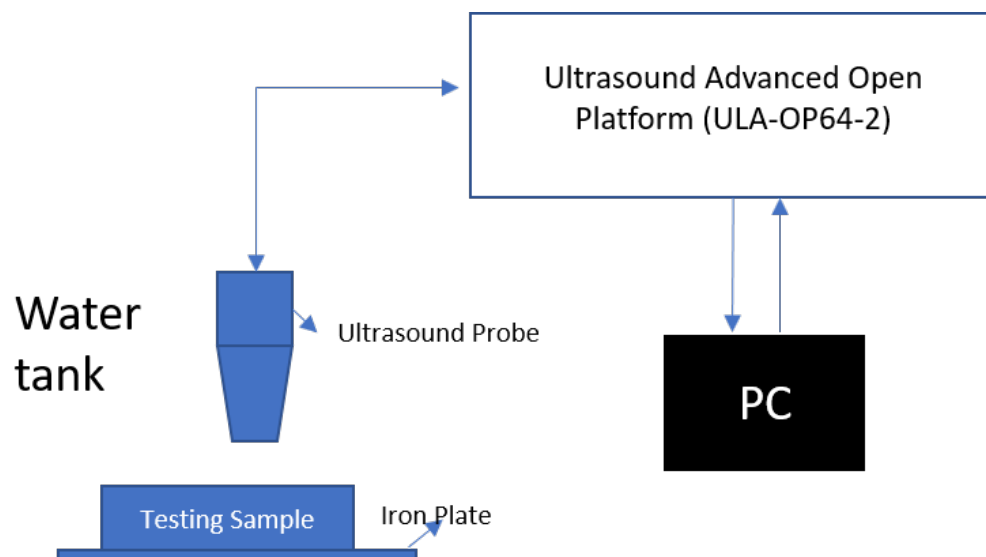 Ultrasound Advanced Open
Platform (ULA-OP64-2)
Water
tank
Ultrasound Probe
PC
Testing Sample
Iron Plate